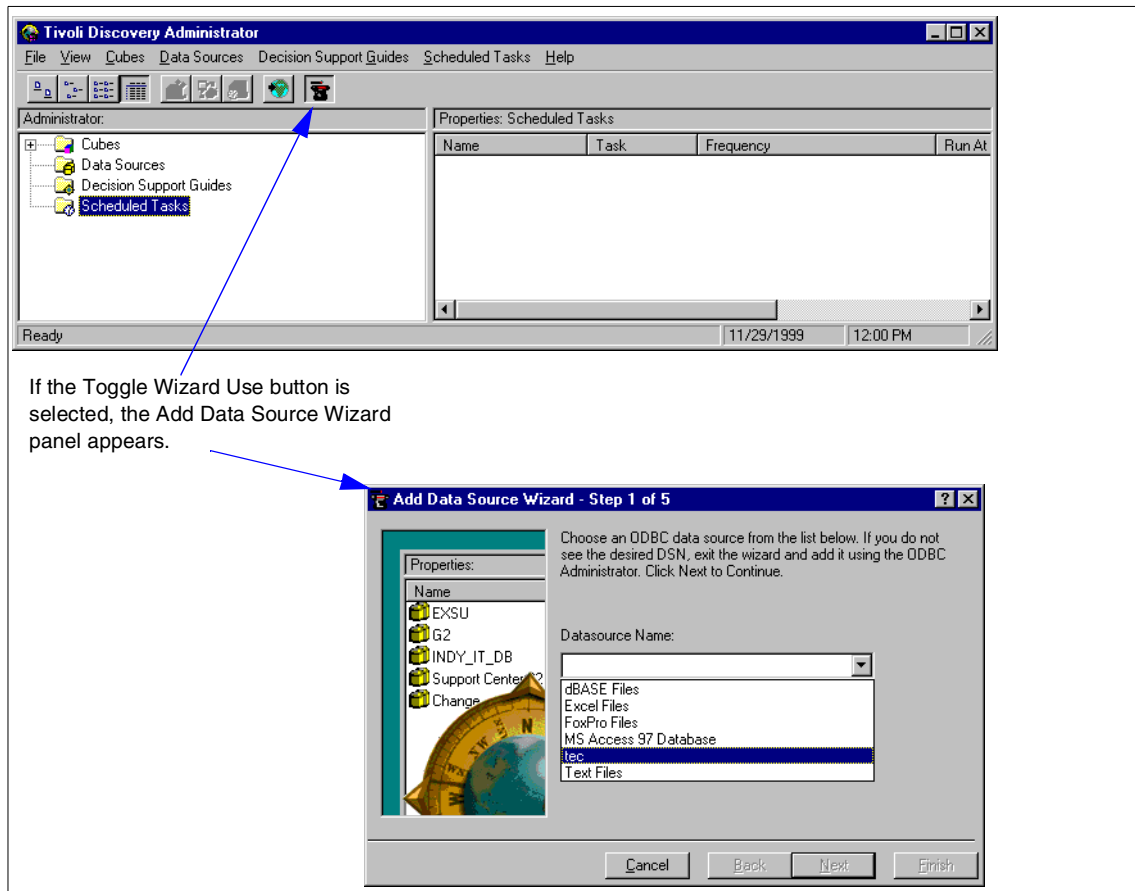 Tivoli Discovery Administrator
File View Cubes Data Sources Decision Support Guides Scheduled Tasks Help
Administrator:
Properties: Scheduled Tasks
Cubes
Data Sources
Decision Support Guides
Scheduled Tasks
Name Task Frequency Run At
Ready
11/29/1999 12:00 PM
If the Toggle Wizard Use button is
selected, the Add Data Source Wizard
panel appears.
Add Data Source Wizard - Step 1 of 5
Properties:
Name
EXSU
G2
INDY_IT_DB
Support Center
Change
N
NW
W
Choose an ODBC data source from the list below. If you do not
see the desired DSN, exit the wizard and add it using the ODBC
Administrator. Click Next to Continue.
Datasource Name:
dBASE Files
Excel Files
FoxPro Files
MS Access 97 Database
tec
Text Files
Cancel Back Next Finish